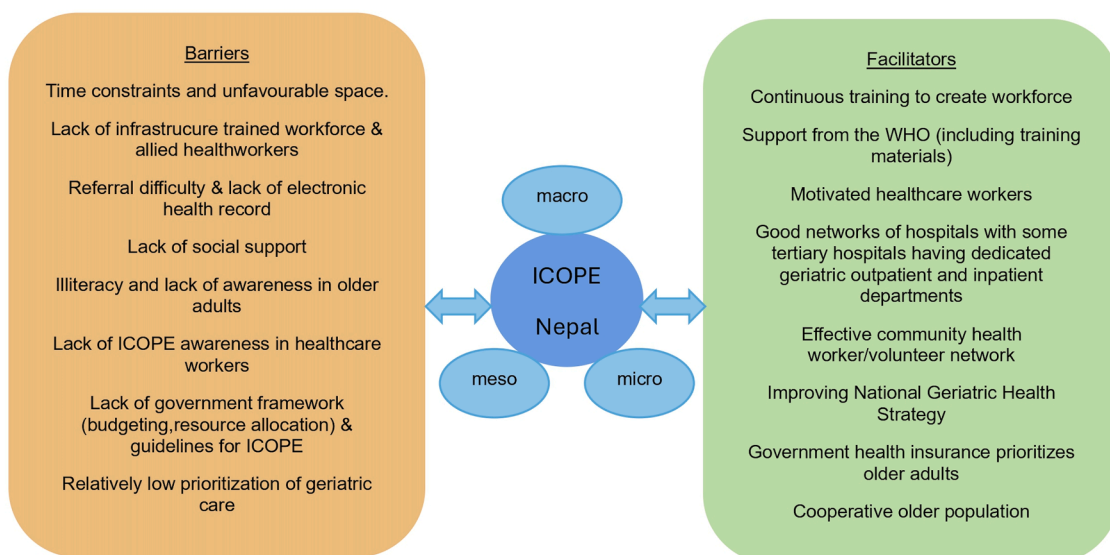 Barriers
Time constraints and unfavourable space.
Lack of infrastrucure trained workforce &
allied healthworkers
Referral difficulty & lack of electronic
health record
Lack of social support
Illiteracy and lack of awareness in older
adults
Lack of ICOPE awareness in healthcare
workers
Lack of government framework
(budgeting,resource allocation) &
guidelines for ICOPE
Relatively low prioritization of geriatric
care
macro
ICOPE
Nepal
meso
micro
Facilitators
Continuous training to create workforce
Support from the WHO (including training
materials)
Motivated healthcare workers
Good networks of hospitals with some
tertiary hospitals having dedicated
geriatric outpatient and inpatient
departments
Effective community health
worker/volunteer network
Improving National Geriatric Health
Strategy
Government health insurance prioritizes
older adults
Cooperative older population